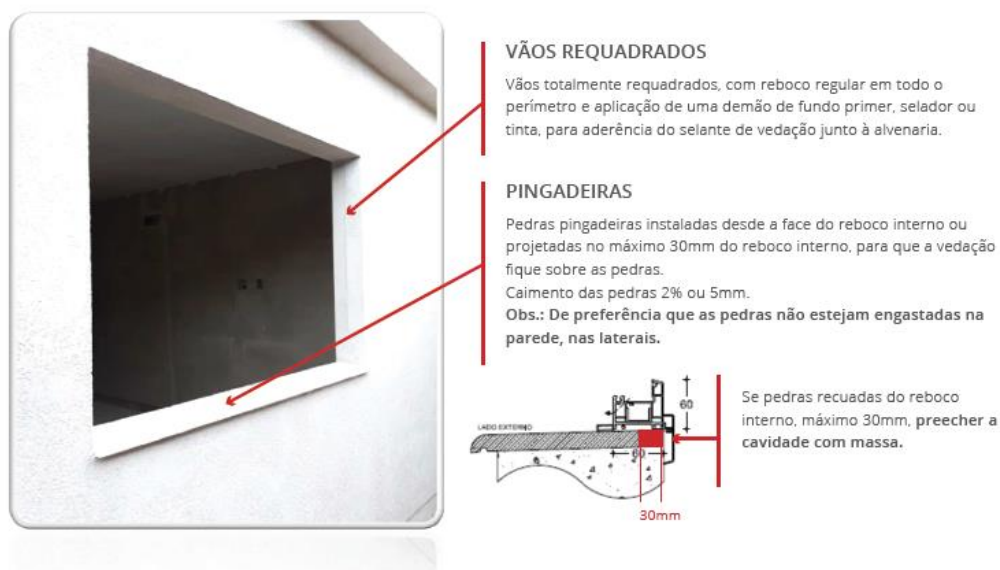 VÃOS REQUADRADOS
Vãos totalmente requadrados, com reboco regular em todo o
perímetro e aplicação de uma demão de fundo primer, selador ou
tinta, para aderência do selante de vedação junto à alvenaria.
PINGADEIRAS
Pedras pingadeiras instaladas desde a face do reboco interno ou
projetadas no máximo 30mm do reboco interno, para que a vedação
fique sobre as pedras.
Caimento das pedras 2% ou 5mm.
Obs.: De preferência que as pedras não estejam engastadas na
parede, nas laterais.
LADO EXTERNO
60
60
30mm
Se pedras recuadas do reboco
interno, máximo 30mm, preecher a
cavidade com massa.